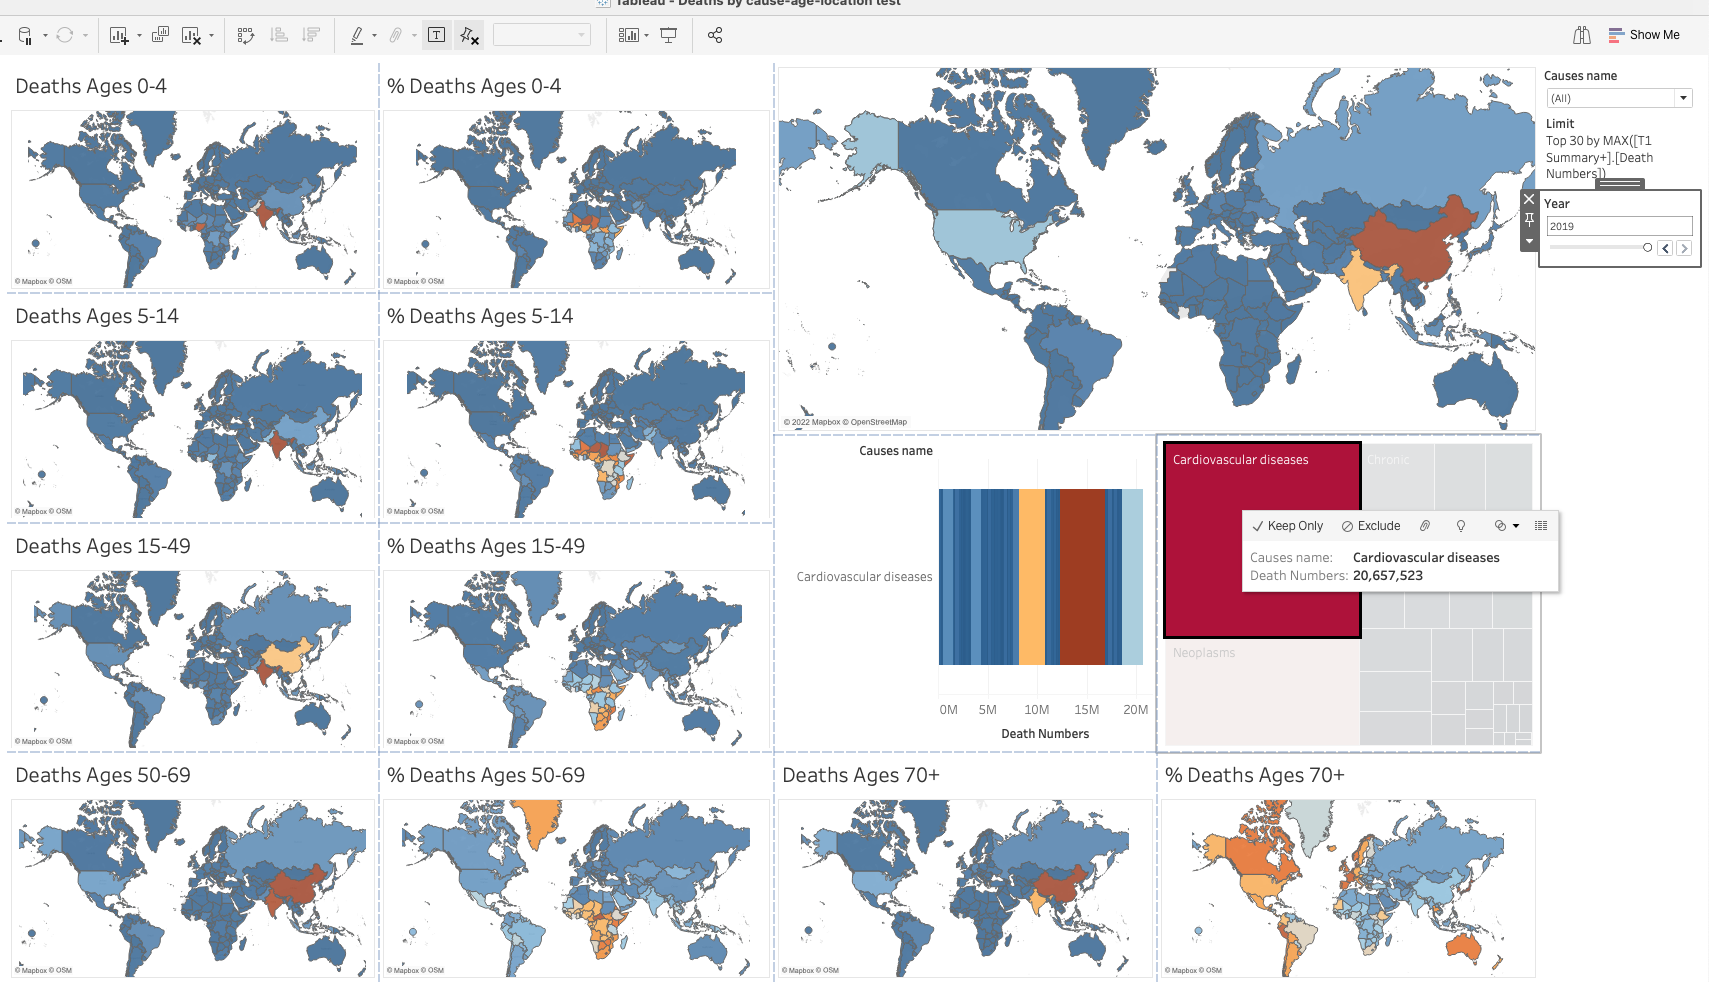 Tableau - Deaths by cause-age-location test
Show Me
Deaths Ages 0-4
% Deaths Ages 0-4
© Mapbox © OSM
© Mapbox © OSM
Deaths Ages 5-14
% Deaths Ages 5-14
© Mapbox © OSM
© Mapbox © OSM
Deaths Ages 15-49
% Deaths Ages 15-49
© Mapbox © OSM
© Mapbox © OSM
© 2022 Mapbox © OpenStreetMap
Causes name
(All)
Limit
Top 30 by MAX([T1
Summary+].[Death
Numbers])
Year
2019
Causes name
Cardiovascular diseases
0M 5M 10M 15M 20M
Death Numbers
Cardiovascular diseases
Chronic
Keep Only Exclude
Causes name: Cardiovascular diseases
Death Numbers: 20,657,523
Neoplasms
Deaths Ages 50-69
% Deaths Ages 50-69
Deaths Ages 70+
% Deaths Ages 70+
© Mapbox © OSM
© Mapbox © OSM
© Mapbox © OSM
© Mapbox © OSM